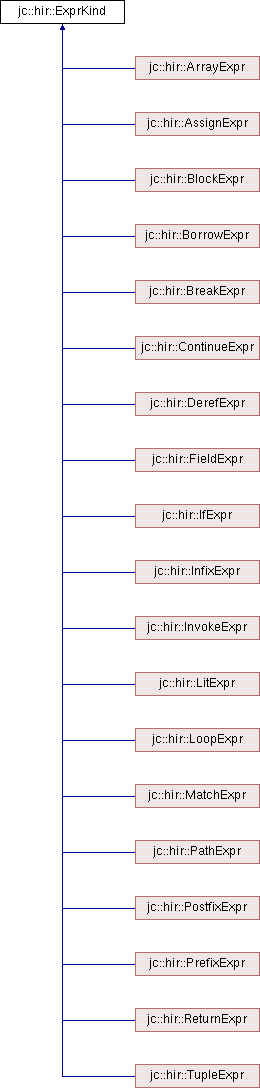 jc::hir::ExprKind
jc::hir::ArrayExpr
jc::hir::AssignExpr
jc::hir::BlockExpr
jc::hir::BorrowExpr
jc::hir::BreakExpr
jc::hir::ContinueExpr
jc::hir::DerefExpr
jc::hir::FieldExpr
jc::hir::IfExpr
jc::hir::InfixExpr
jc::hir::InvokeExpr
jc::hir::LitExpr
jc::hir::LoopExpr
jc::hir::MatchExpr
jc::hir::PathExpr
jc::hir::PostfixExpr
jc::hir::PrefixExpr
jc::hir::ReturnExpr
jc::hir::TupleExpr